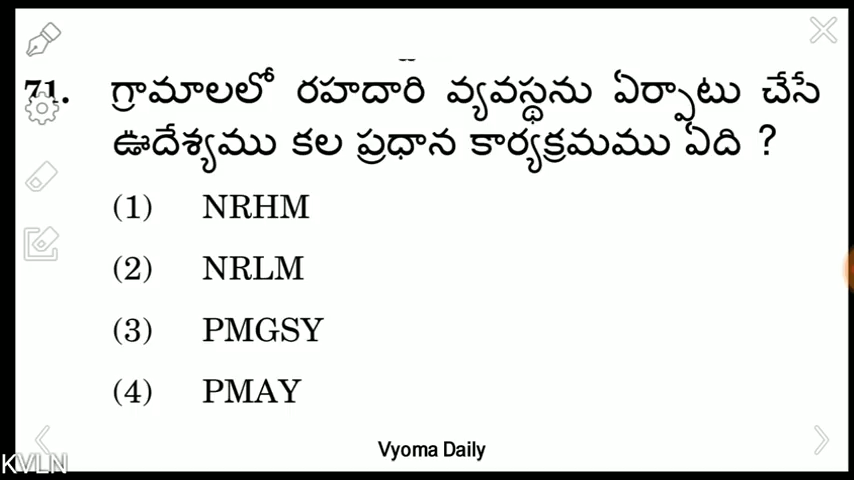 71. గ్రామాలలో రహదారి వ్యవస్థను ఏర్పాటు చేసే
ఊదేశ్యము కల ప్రధాన కార్యక్రమము ఏది ?
(1) NRHM
(2) NRLM
(3) PMGSY
(4) PMAY
Vyoma Daily
KVLN